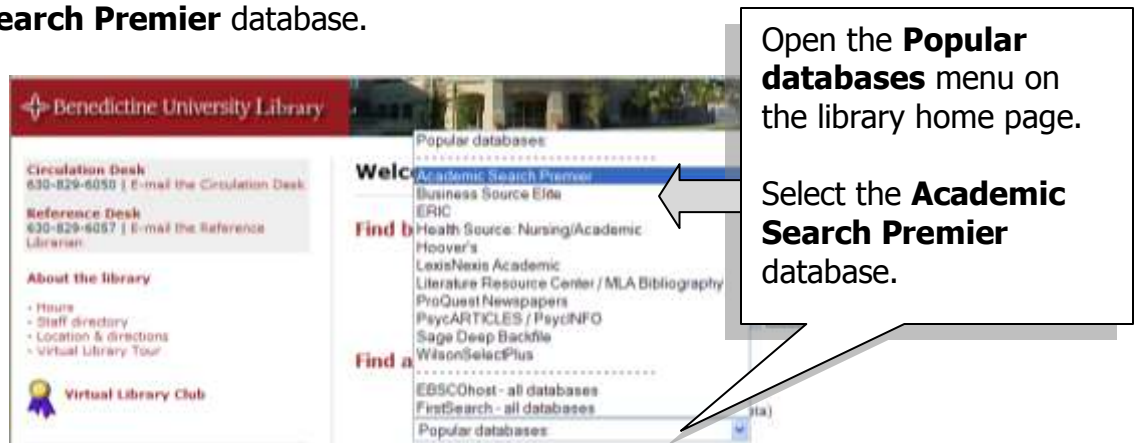 earch Premier database.
Open the Popular
databases menu on
the library home page.
Select the Academic
Search Premier
database.
Benedictine University Library
Circulation Desk
630-829-6050 | E-mail the Circulation Desk
Reference Desk
630-829-6057 | E-mail the Reference
Librarian
About the library
- Hours
- Staff directory
- Location & directions
- Virtual Library Tour
Virtual Library Club
Welc
Find b
Find a
Popular databases:
Academic Search Premier
Business Source Elite
ERIC
Health Source: Nursing/Academic
Hoover's
LexisNexis Academic
Literature Resource Center / MLA Bibliography
ProQuest Newspapers
PsycARTICLES / PsycINFO
Sage Deep Backfile
WilsonSelectPlus
EBSCOhost - all databases
FirstSearch - all databases
Popular databases: